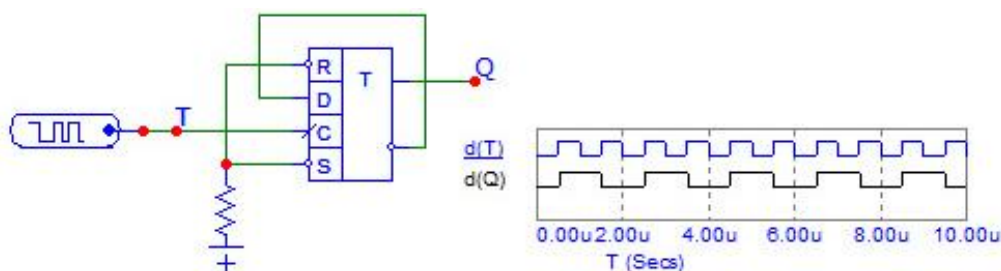 T
R
D
C
S
T
Q
d(T)
d(Q)
0.00u 2.00u 4.00u 6.00u 8.00u 10.00u
T (Secs)